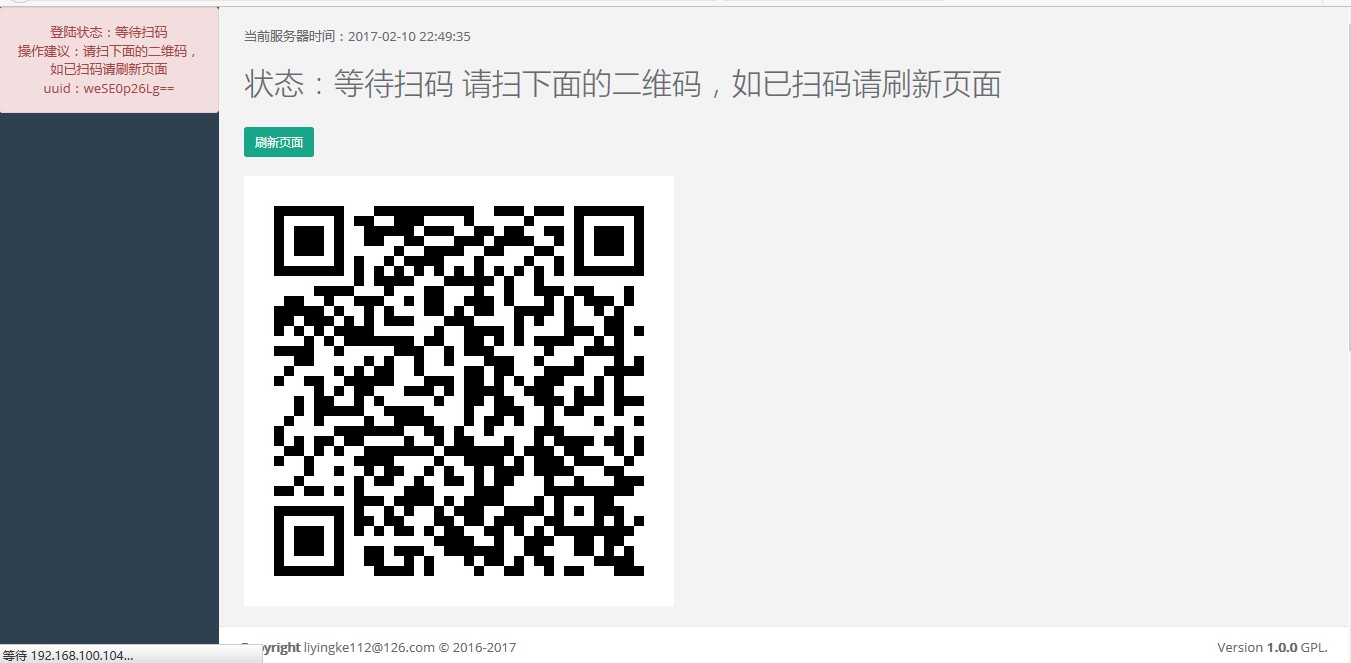 登陆状态：等待扫码
操作建议：请扫下面的二维码，
如已扫码请刷新页面
uuid：weSE0p26Lg==
当前服务器时间：2017-02-10 22:49:35
状态：等待扫码 请扫下面的二维码，如已扫码请刷新页面
刷新页面
pyright liyingke112@126.com © 2016-2017
Version 1.0.0 GPL.
等待 192.168.100.104...